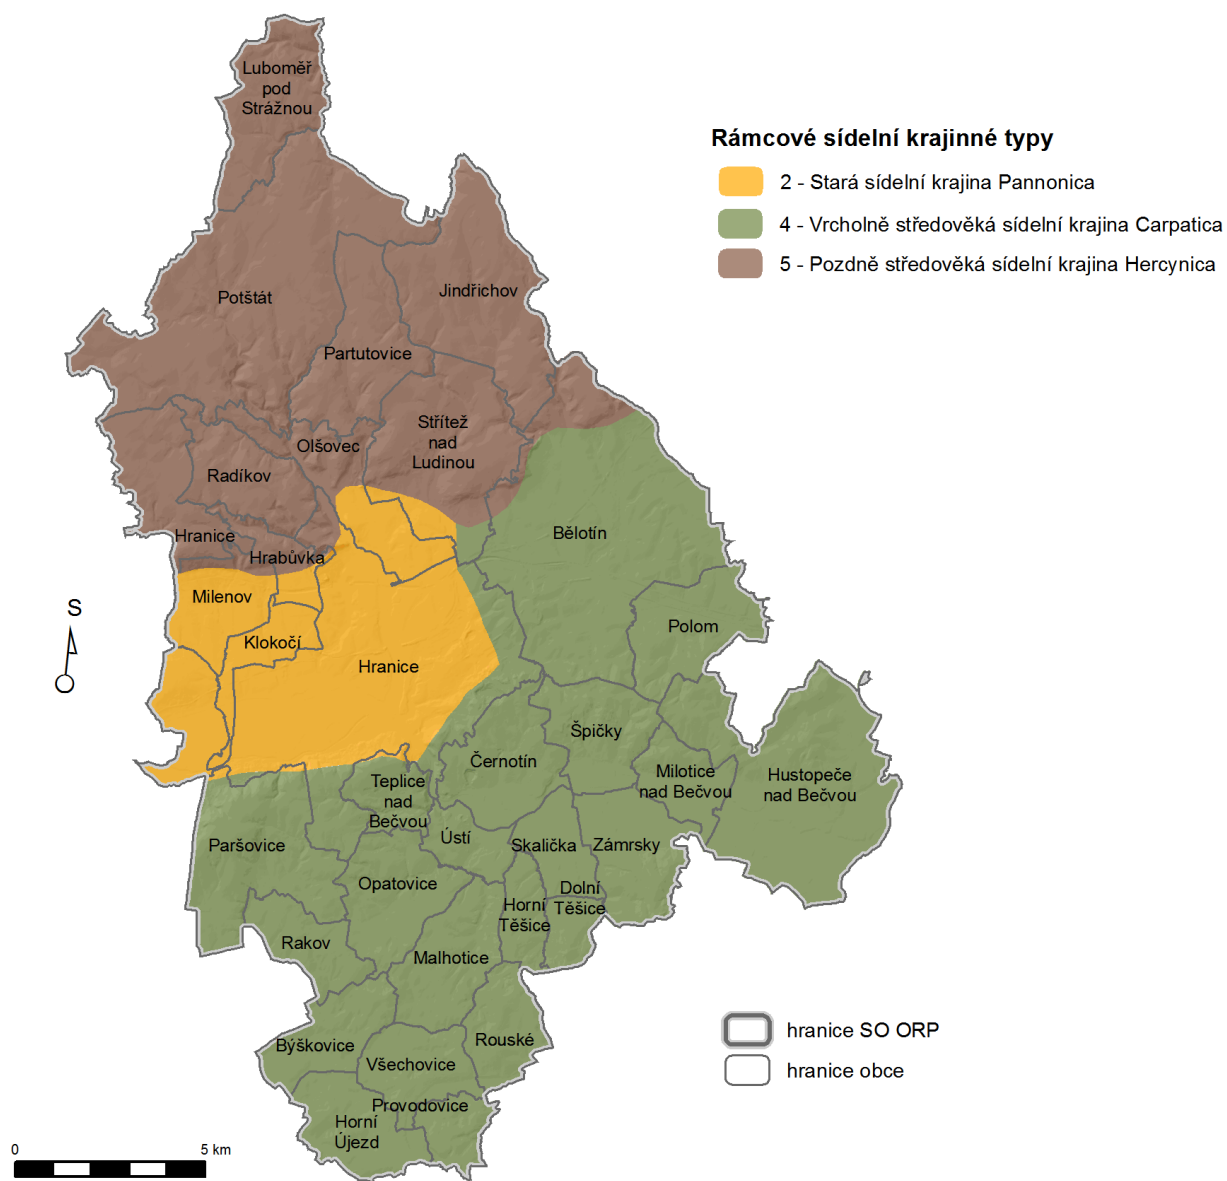 Luboměř
pod
Strážnou
Rámcové sídelní krajinné typy
2 - Stará sídelní krajina Pannonica
4 - Vrcholně středověká sídelní krajina Carpatica
5 - Pozdně středověká sídelní krajina Hercynica
Potštát
Jindřichov
Partutovice
Olšovec
Střítež
nad
Ludinou
Radíkov
Hranice
Hrabůvka
Bělotín
Milenov
Klokočí
Hranice
Polom
S
Špičky
Černotín
Teplice
nad
Bečvou
Milotice
nad Bečvou
Hustopeče
nad Bečvou
Paršovice
Ústí
Skalička
Zámrsky
Opatovice
Horní
Těšice
Dolní
Těšice
Rakov
Malhotice
Býškovice
Všechovice
Rouské
Provodovice
Horní
Újezd
hranice SO ORP
hranice obce
0
5 km